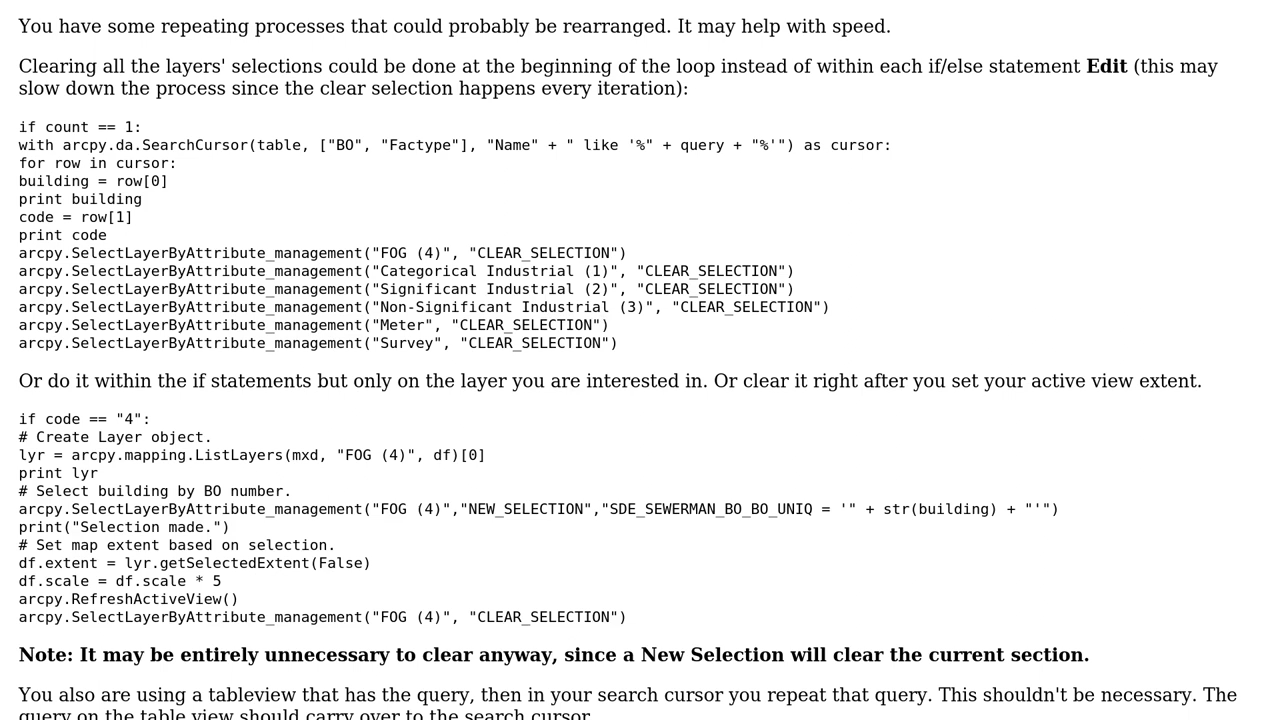 You have some repeating processes that could probably be rearranged. It may help with speed.
Clearing all the layers' selections could be done at the beginning of the loop instead of within each if/else statement Edit (this may
slow down the process since the clear selection happens every iteration):
if count == 1:
with arcpy.da.SearchCursor(table, ["BO", "Factype"], "Name" + " like '%" + query + "%'") as cursor:
for row in cursor:
building = row[0]
print building
code = row[1]
print code
arcpy.SelectLayerByAttribute_management("FOG (4)", "CLEAR_SELECTION")
arcpy.SelectLayerByAttribute_management("Categorical Industrial (1)", "CLEAR_SELECTION")
arcpy.SelectLayerByAttribute_management("Significant Industrial (2)", "CLEAR_SELECTION")
arcpy.SelectLayerByAttribute_management("Non-Significant Industrial (3)", "CLEAR_SELECTION")
arcpy.SelectLayerByAttribute_management("Meter", "CLEAR_SELECTION")
arcpy.SelectLayerByAttribute_management("Survey", "CLEAR_SELECTION")
Or do it within the if statements but only on the layer you are interested in. Or clear it right after you set your active view extent.
if code == "4":
# Create Layer object.
lyr = arcpy.mapping.ListLayers(mxd, "FOG (4)", df)[0]
print lyr
# Select building by BO number.
arcpy.SelectLayerByAttribute_management("FOG (4)","NEW_SELECTION","SDE_SEWERMAN_BO_BO_UNIQ = '" + str(building) + "'")
print("Selection made.")
# Set map extent based on selection.
df.extent = lyr.getSelectedExtent(False)
df.scale = df.scale * 5
arcpy.RefreshActiveView()
arcpy.SelectLayerByAttribute_management("FOG (4)", "CLEAR_SELECTION")
Note: It may be entirely unnecessary to clear anyway, since a New Selection will clear the current section.
You also are using a tableview that has the query, then in your search cursor you repeat that query. This shouldn't be necessary. The
query on the table view should carry over to the search cursor.